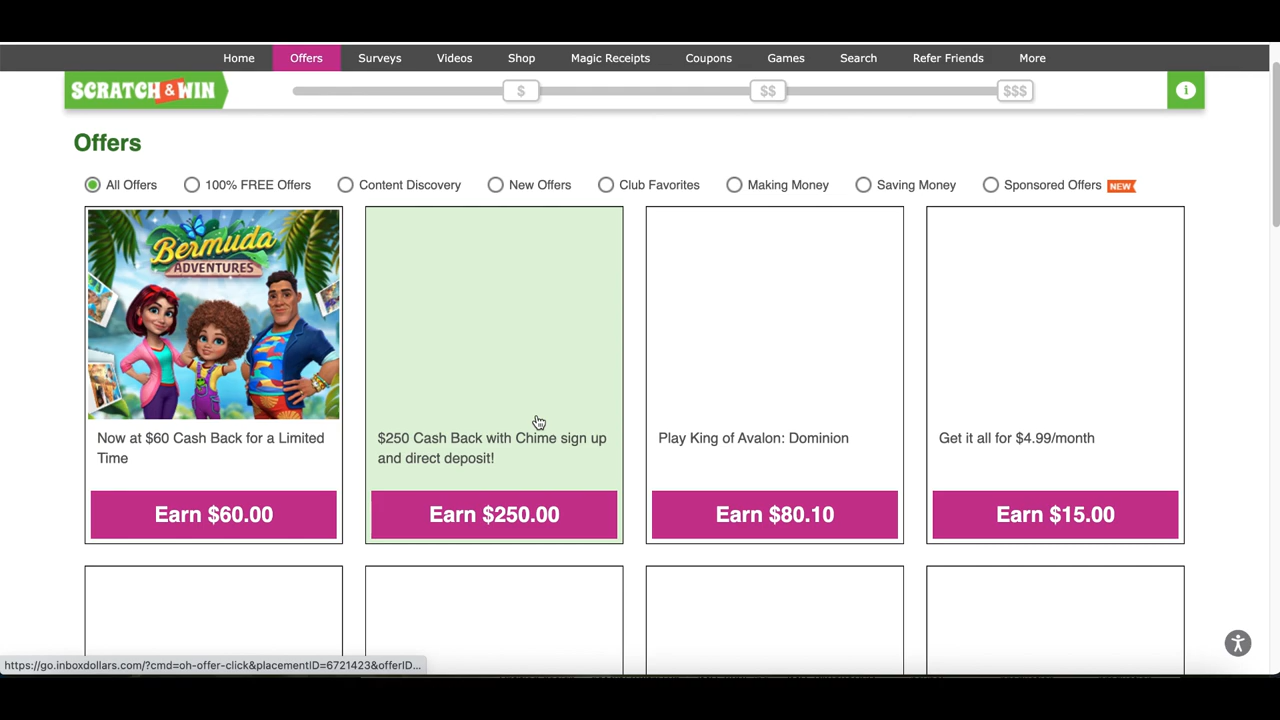 Home Offers Surveys Videos Shop Magic Receipts Coupons Games Search Refer Friends More
SCRATCH & WIN $ $$ $$$ i
Offers
All Offers 100% FREE Offers Content Discovery New Offers Club Favorites Making Money Saving Money Sponsored Offers NEW
Bermuda
ADVENTURES
Now at $60 Cash Back for a Limited
Time
Earn $60.00
$250 Cash Back with Chime sign up
and direct deposit!
Earn $250.00
Play King of Avalon: Dominion
Earn $80.10
Get it all for $4.99/month
Earn $15.00
https://go.inboxdollars.com/?cmd=oh-offer-click&placementID=6721423&offerID...